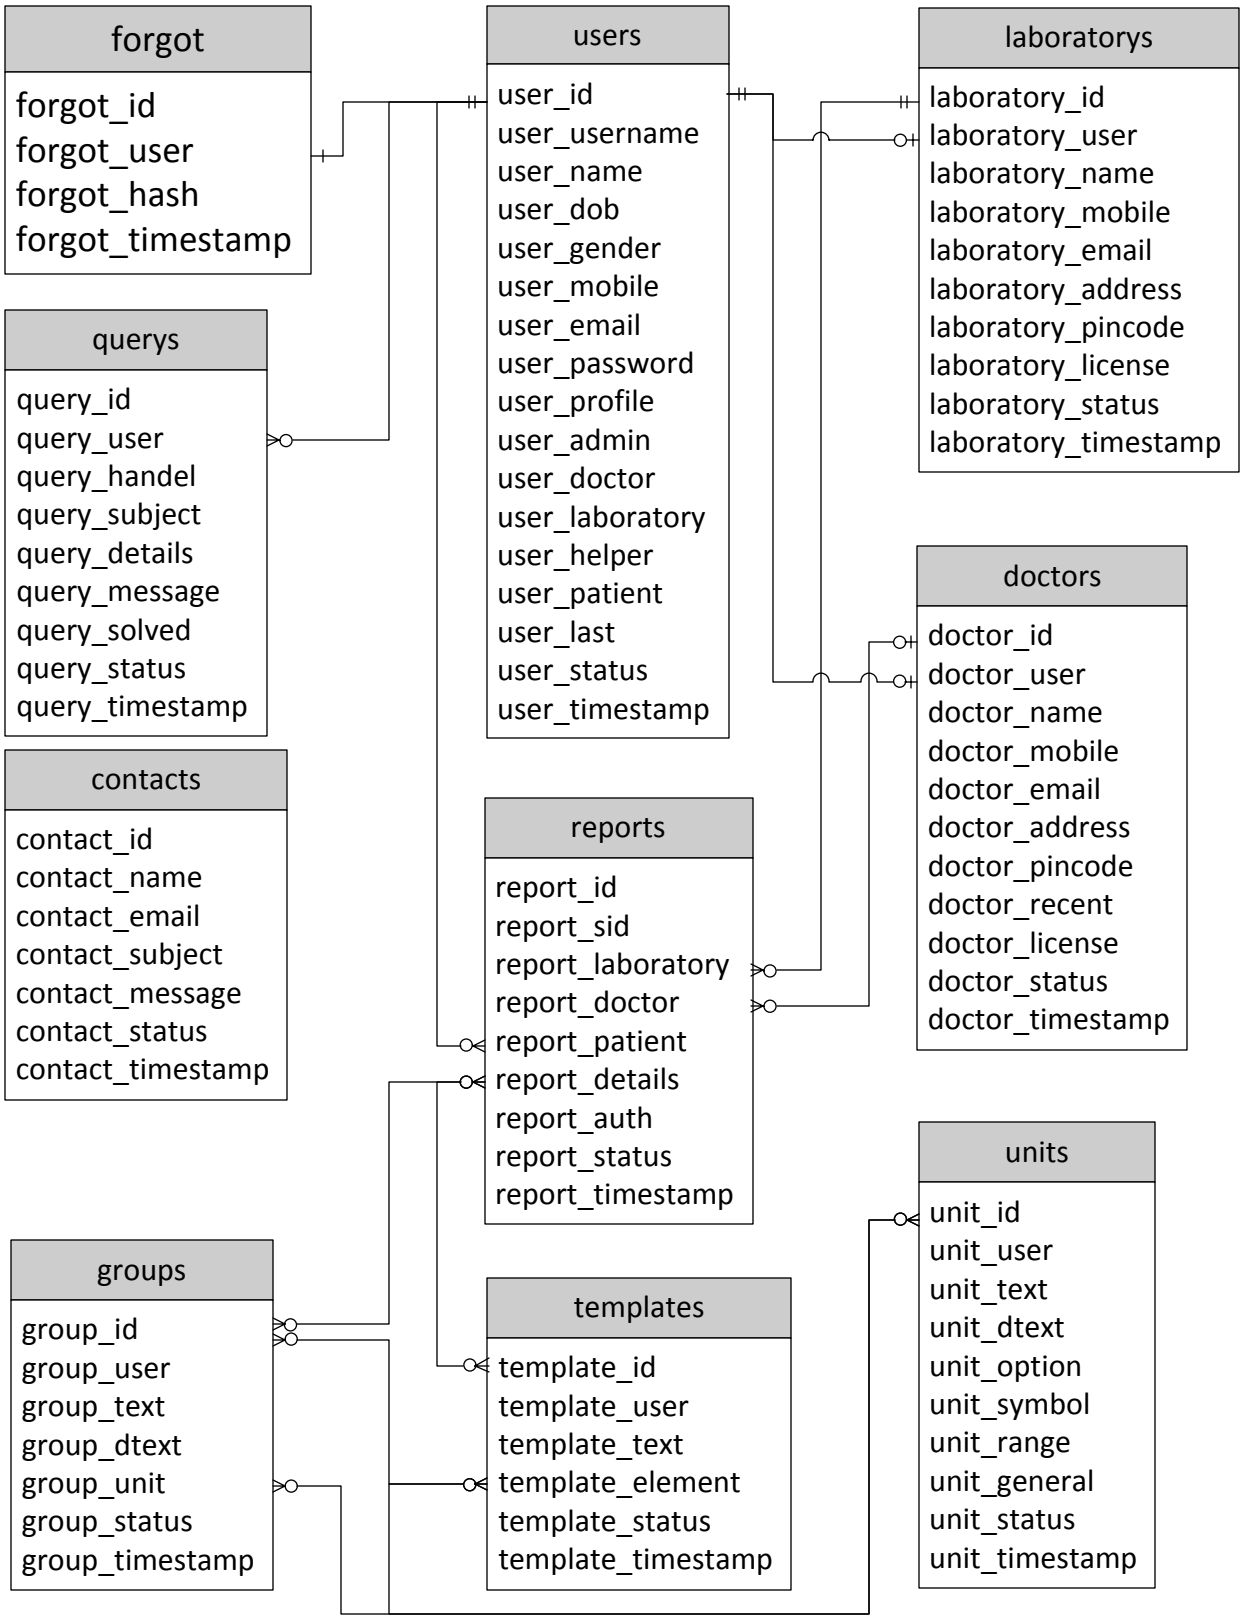 forgot
forgot_id
forgot_user
forgot_hash
forgot_timestamp
users
user_id
user_username
user_name
user_dob
user_gender
user_mobile
user_email
user_password
user_profile
user_admin
user_doctor
user_laboratory
user_helper
user_patient
user_last
user_status
user_timestamp
laboratorys
laboratory_id
laboratory_user
laboratory_name
laboratory_mobile
laboratory_email
laboratory_address
laboratory_pincode
laboratory_license
laboratory_status
laboratory_timestamp
querys
query_id
query_user
query_handel
query_subject
query_details
query_message
query_solved
query_status
query_timestamp
doctors
doctor_id
doctor_user
doctor_name
doctor_mobile
doctor_email
doctor_address
doctor_pincode
doctor_recent
doctor_license
doctor_status
doctor_timestamp
contacts
contact_id
contact_name
contact_email
contact_subject
contact_message
contact_status
contact_timestamp
reports
report_id
report_sid
report_laboratory
report_doctor
report_patient
report_details
report_auth
report_status
report_timestamp
units
unit_id
unit_user
unit_text
unit_dtext
unit_option
unit_symbol
unit_range
unit_general
unit_status
unit_timestamp
groups
group_id
group_user
group_text
group_dtext
group_unit
group_status
group_timestamp
templates
template_id
template_user
template_text
template_element
template_status
template_timestamp